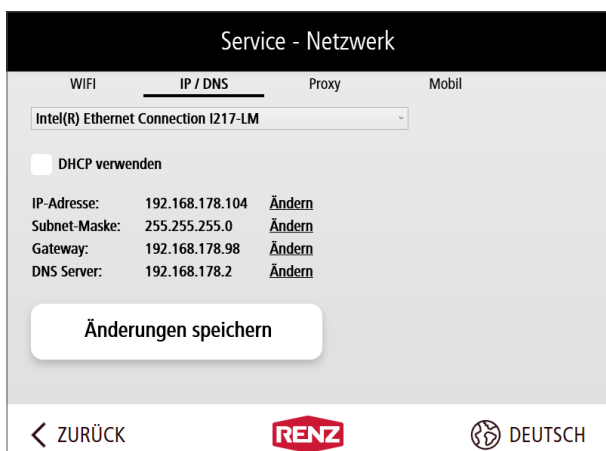 Service - Netzwerk
WIFI IP / DNS Proxy Mobil
Intel(R) Ethernet Connection I217-LM
DHCP verwenden
IP-Adresse: 192.168.178.104 Ändern
Subnet-Maske: 255.255.255.0 Ändern
Gateway: 192.168.178.98 Ändern
DNS Server: 192.168.178.2 Ändern
Änderungen speichern
ZURÜCK RENZ DEUTSCH